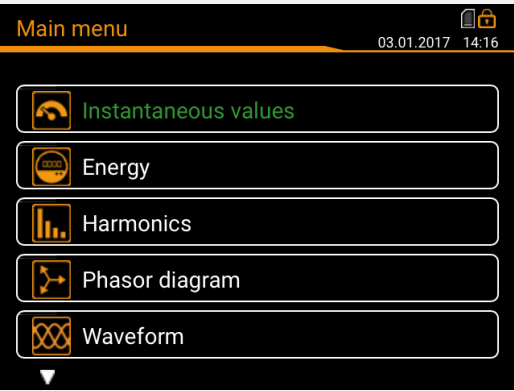 Main menu
03.01.2017 14:16
Instantaneous values
Energy
Harmonics
Phasor diagram
Waveform